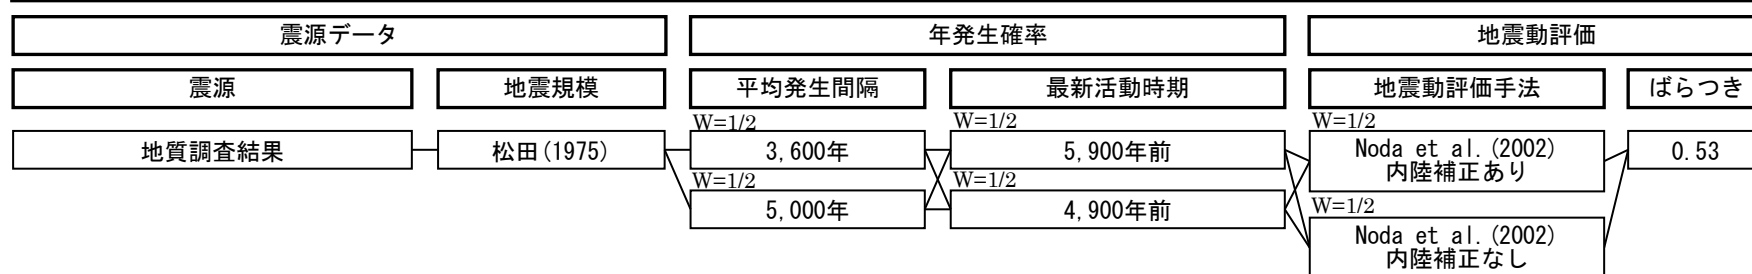 震源データ
年発生確率
地震動評価
震源
地震規模
平均発生間隔
最新活動時期
地震動評価手法
ばらつき
地質調査結果
松田(1975)
W=1/2
3,600年
W=1/2
5,900年前
W=1/2
Noda et al.(2002)
内陸補正あり
0.53
W=1/2
5,000年
W=1/2
4,900年前
W=1/2
Noda et al.(2002)
内陸補正なし